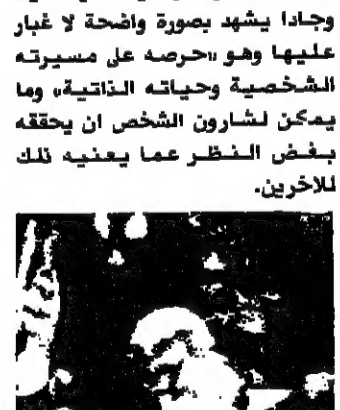 وجادا يشهد بصورة واضحة لا غبار
عليها وهو «حرصه على مسيرته
الشخصية وحياته الذاتية» وما
يمكن لشارون الشخص ان يحققه
بغض النظر عما يعنيه ذلك
للاخرين.